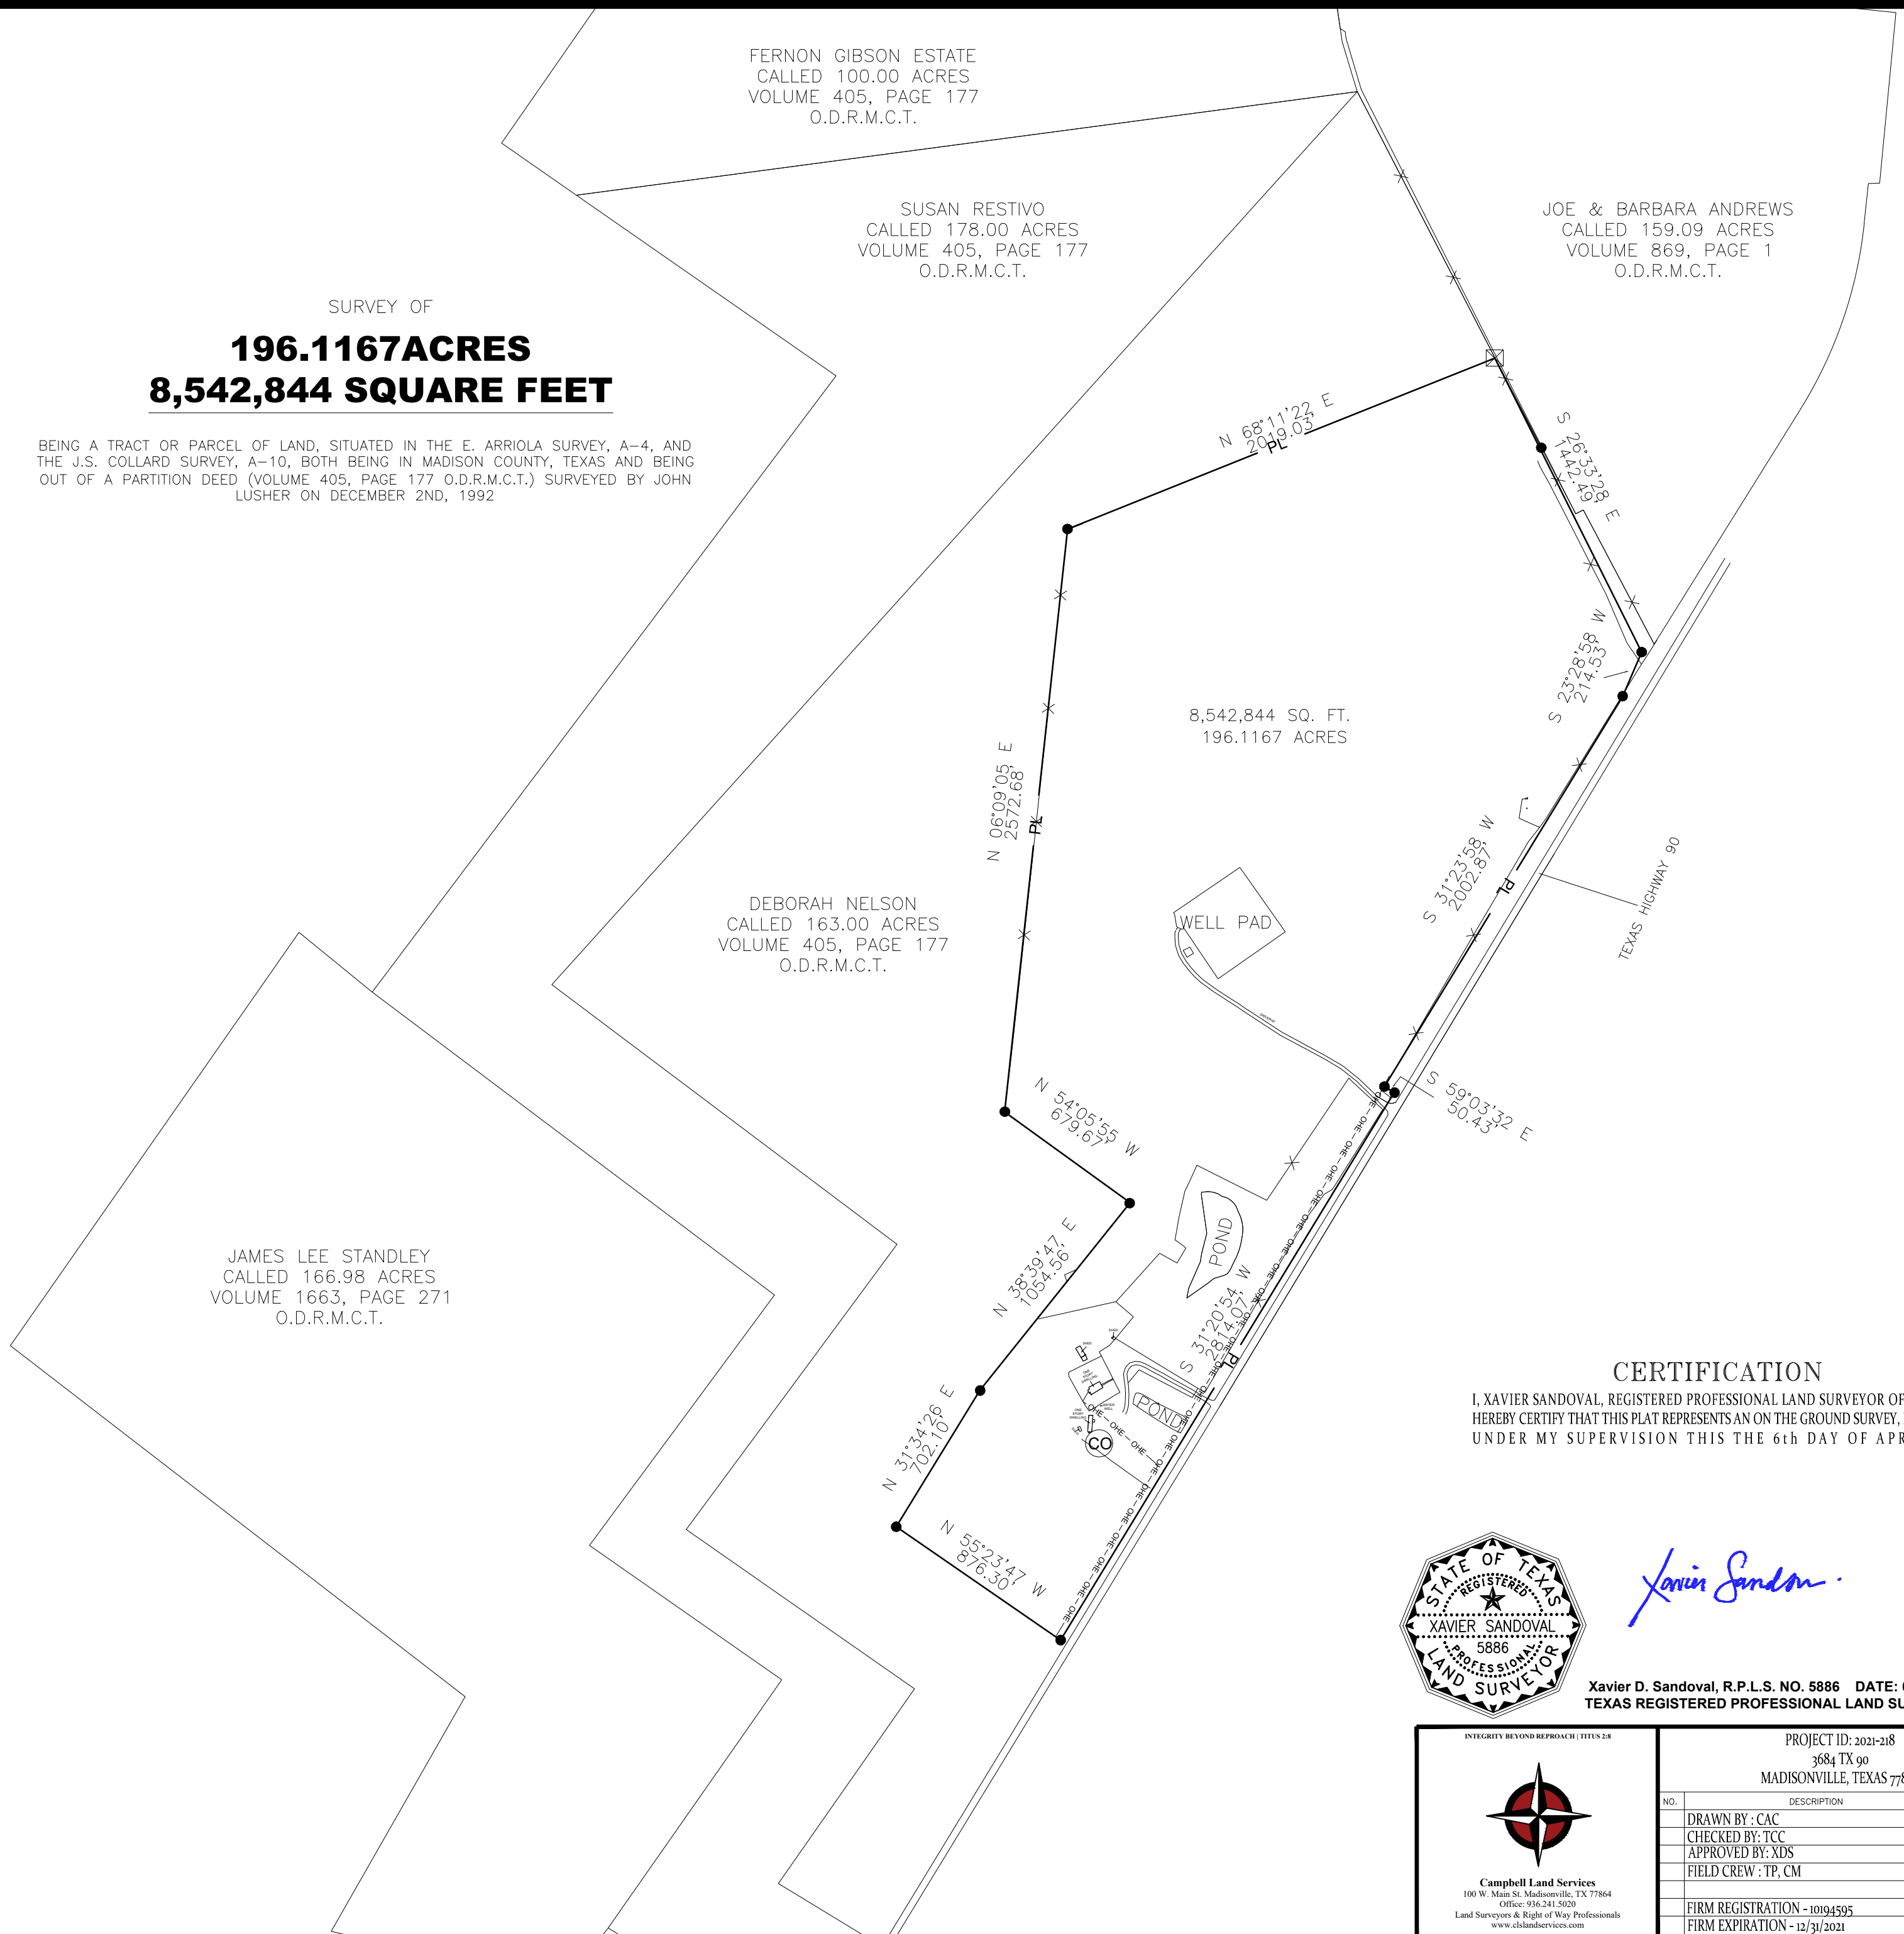 FERNON GIBSON ESTATE
CALLED 100.00 ACRES
VOLUME 405, PAGE 177
O.D.R.M.C.T.
SUSAN RESTIVO
CALLED 178.00 ACRES
VOLUME 405, PAGE 177
O.D.R.M.C.T.
JOE & BARBARA ANDREWS
CALLED 159.09 ACRES
VOLUME 869, PAGE 1
O.D.R.M.C.T.
SURVEY OF
196.1167ACRES
8,542,844 SQUARE FEET
BEING A TRACT OR PARCEL OF LAND, SITUATED IN THE E. ARRIOLA SURVEY, A-4, AND
THE J.S. COLLARD SURVEY, A-10, BOTH BEING IN MADISON COUNTY, TEXAS AND BEING
OUT OF A PARTITION DEED (VOLUME 405, PAGE 177 O.D.R.M.C.T.) SURVEYED BY JOHN
LUSHER ON DECEMBER 2ND, 1992
N 68°11'22" E
2019.03'
PL
S 26°33'28" E
1442.49'
S 23°28'58" W
214.53'
8,542,844 SQ. FT.
196.1167 ACRES
N 06°09'05" E
2572.68'
PL
S 31°23'58" W
2002.87'
PL
TEXAS HIGHWAY 90
DEBORAH NELSON
CALLED 163.00 ACRES
VOLUME 405, PAGE 177
O.D.R.M.C.T.
WELL PAD
N 54°05'55" W
679.67'
S 59°03'32" E
50.43'
POND
N 38°39'47" E
1054.56'
S 31°20'54" W
2814.07'
PL
OHE — OHE — OHE — OHE — OHE — OHE — OHE — OHE — OHE — OHE
JAMES LEE STANDLEY
CALLED 166.98 ACRES
VOLUME 1663, PAGE 271
O.D.R.M.C.T.
POND
OHE — OHE — OHE
CO
N 31°34'26" E
702.10'
N 55°23'47" W
876.30'
CERTIFICATION
I, XAVIER SANDOVAL, REGISTERED PROFESSIONAL LAND SURVEYOR OF
HEREBY CERTIFY THAT THIS PLAT REPRESENTS AN ON THE GROUND SURVEY,
UNDER MY SUPERVISION THIS THE 6th DAY OF APR
STATE OF TEXAS
REGISTERED
XAVIER SANDOVAL
5886
PROFESSIONAL
LAND SURVEYOR
Xavier Sandov
Xavier D. Sandoval, R.P.L.S. NO. 5886 DATE:
TEXAS REGISTERED PROFESSIONAL LAND SU
INTEGRITY BEYOND REPROACH | TITUS 2:8
Campbell Land Services
100 W. Main St. Madisonville, TX 77864
Office: 936.241.5020
Land Surveyors & Right of Way Professionals
www.clslandservices.com
PROJECT ID: 2021-218
3684 TX 90
MADISONVILLE, TEXAS 778
NO. DESCRIPTION
DRAWN BY : CAC
CHECKED BY: TCC
APPROVED BY: XDS
FIELD CREW : TP, CM
FIRM REGISTRATION - 10194595
FIRM EXPIRATION - 12/31/2021